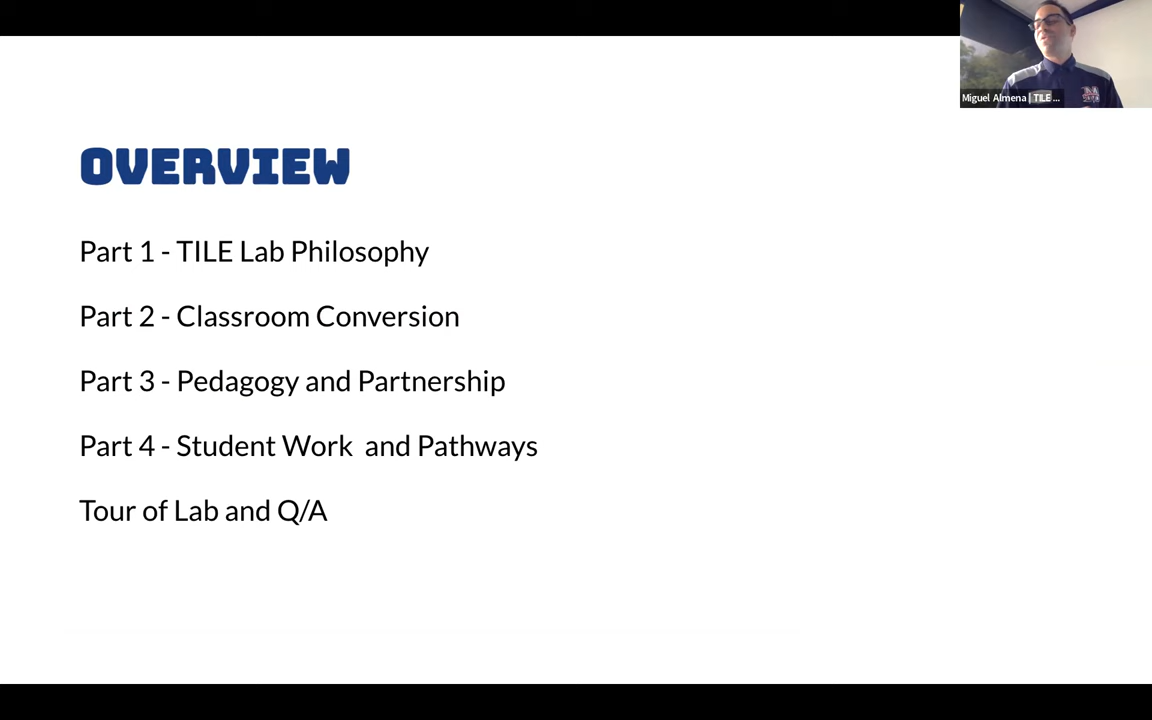 OVERVIEW
Part 1 - TILE Lab Philosophy
Part 2 - Classroom Conversion
Part 3 - Pedagogy and Partnership
Part 4 - Student Work  and Pathways
Tour of Lab and Q/A
Miguel Almena | TILE ...